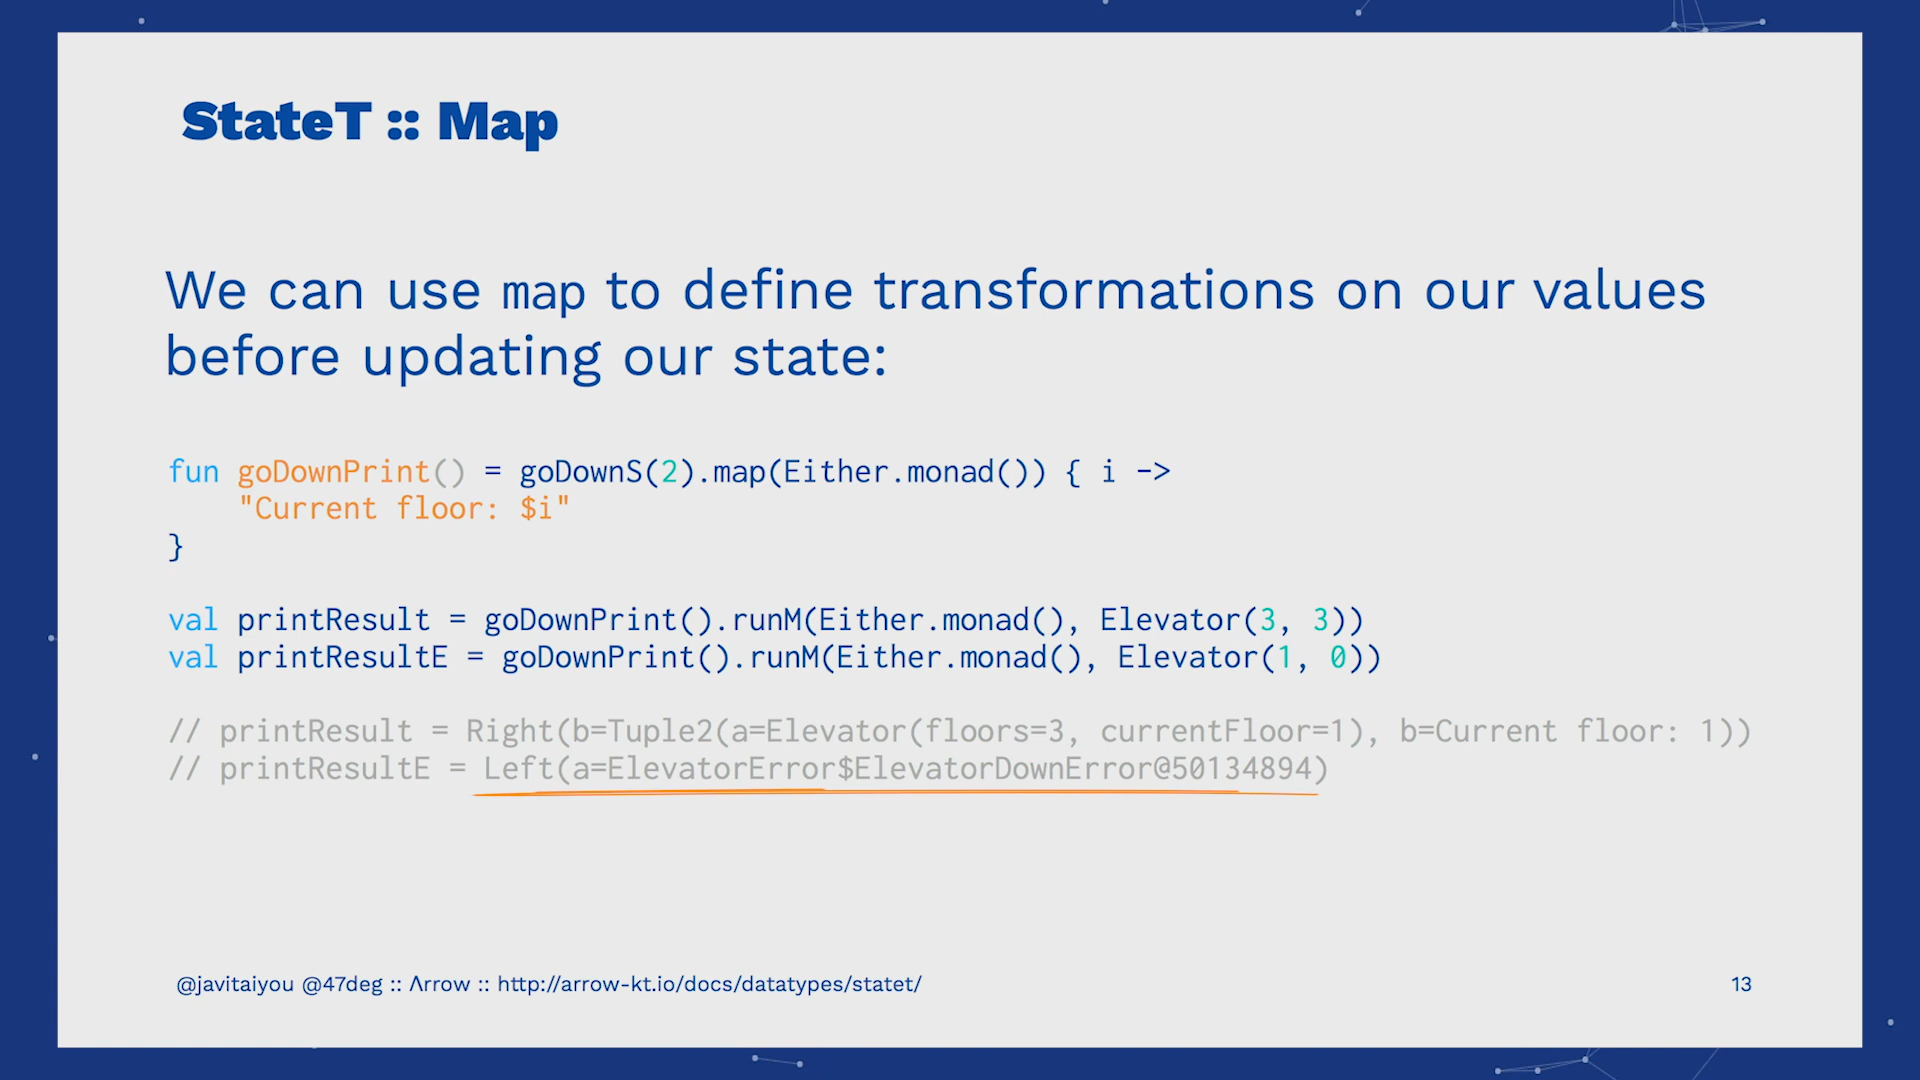 StateT :: Map
We can use map to define transformations on our values
before updating our state:
fun goDownPrint() = goDownS(2).map(Either.monad()) { i ->
    "Current floor: $i"
}
val printResult = goDownPrint().runM(Either.monad(), Elevator(3, 3))
val printResultE = goDownPrint().runM(Either.monad(), Elevator(1, 0))
// printResult = Right(b=Tuple2(a=Elevator(floors=3, currentFloor=1), b=Current floor: 1))
// printResultE = Left(a=ElevatorError$ElevatorDownError@50134894)
@javitaiyou @47deg :: Λrrow :: http://arrow-kt.io/docs/datatypes/statet/
13